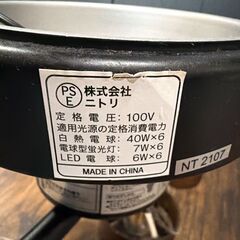 PS
E
株式会社
ニトリ
定格電圧:100V
適用光源の定格消費電力
白熱電球:40W×6
電球型蛍光灯:7W×6
LED電球:6W×6
MADE IN CHINA
NT 2107